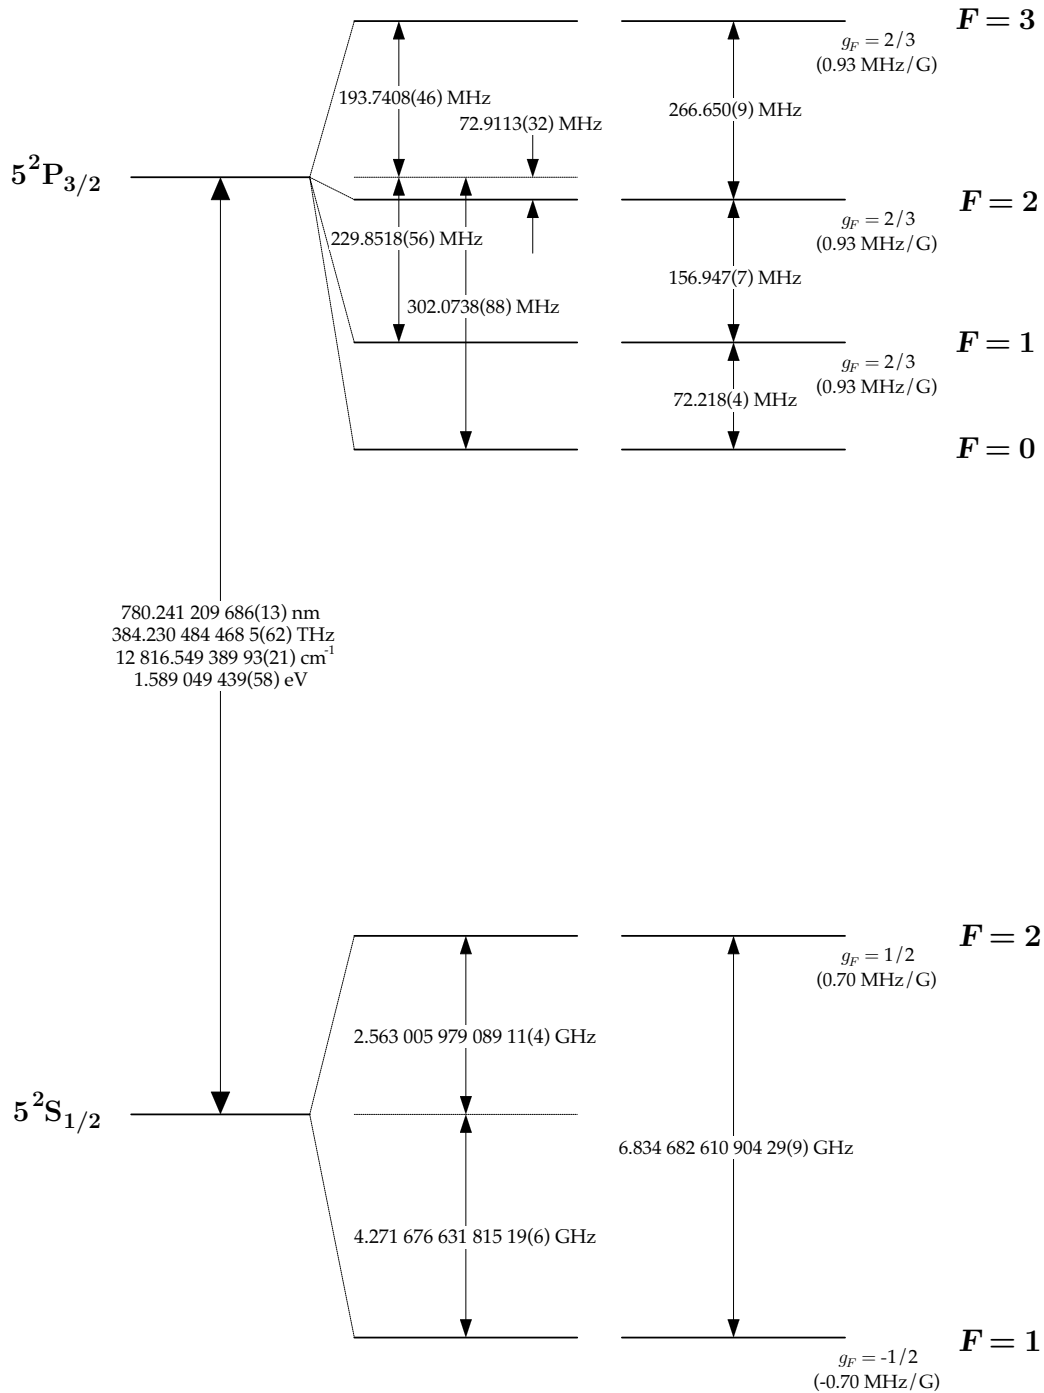 F = 3
g_F = 2/3
(0.93 MHz/G)
193.7408(46) MHz
72.9113(32) MHz
266.650(9) MHz
5²P₃/₂
F = 2
g_F = 2/3
(0.93 MHz/G)
229.8518(56) MHz
156.947(7) MHz
302.0738(88) MHz
F = 1
g_F = 2/3
(0.93 MHz/G)
72.218(4) MHz
F = 0
780.241 209 686(13) nm
384.230 484 468 5(62) THz
12 816.549 389 93(21) cm⁻¹
1.589 049 439(58) eV
F = 2
g_F = 1/2
(0.70 MHz/G)
2.563 005 979 089 11(4) GHz
5²S₁/₂
6.834 682 610 904 29(9) GHz
4.271 676 631 815 19(6) GHz
F = 1
g_F = -1/2
(-0.70 MHz/G)